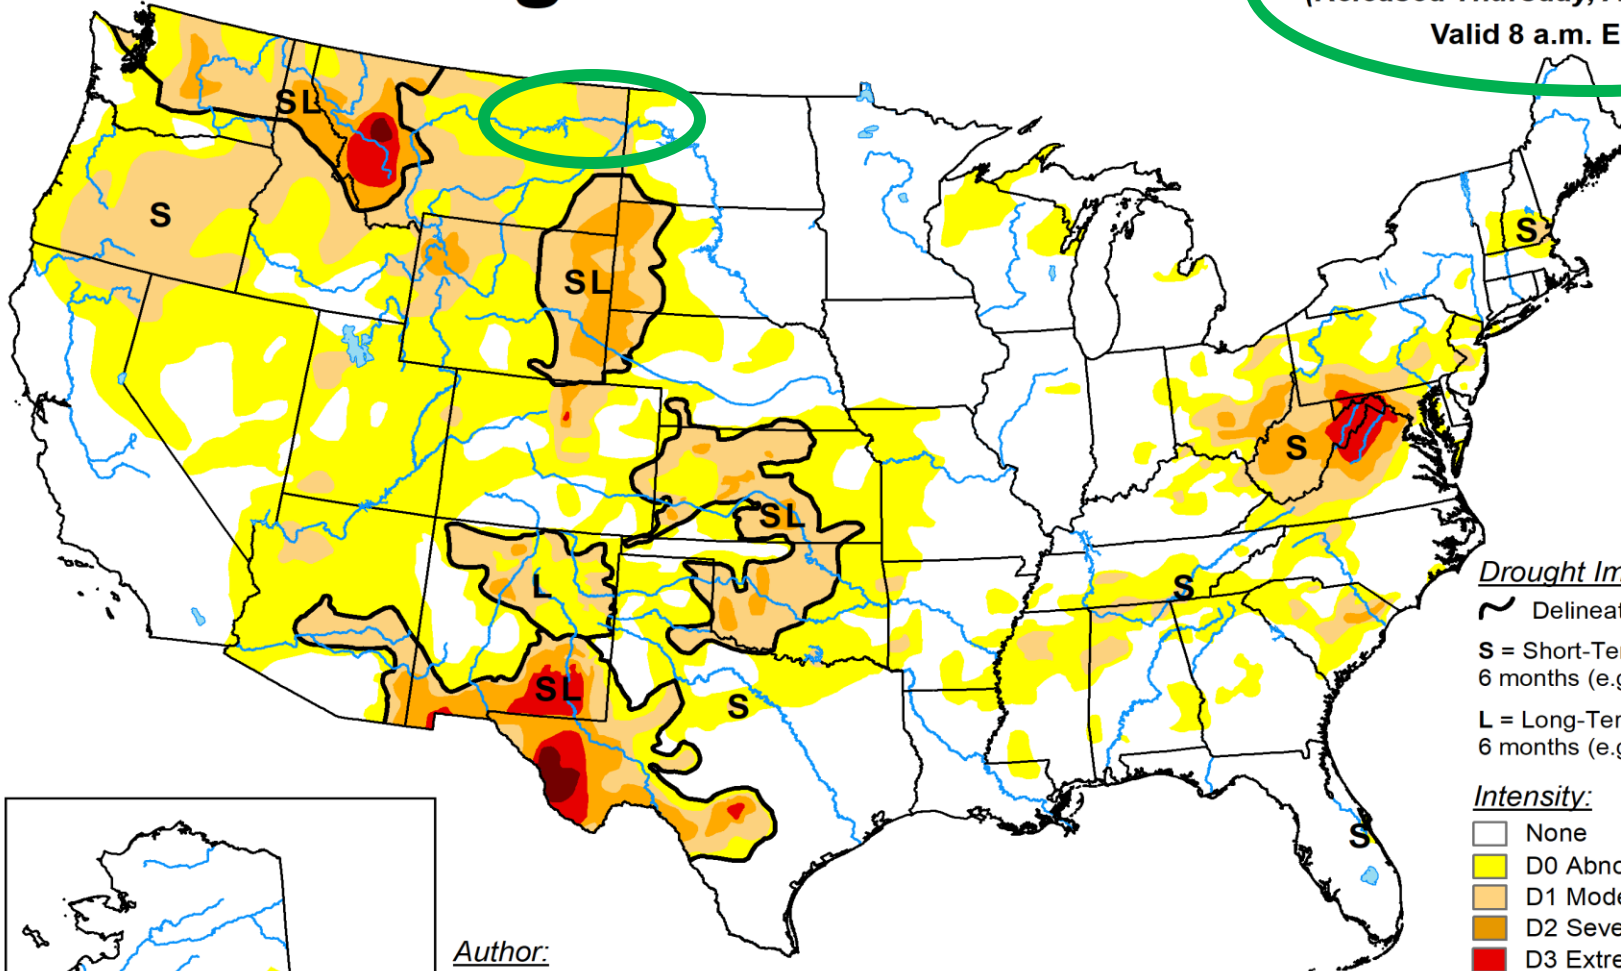 Valid 8 a.m. E
SL
S
SL
S
S
SL
S
L
SL
S
S
Drought Im
Delineat
S = Short-Ter
6 months (e.g
L = Long-Ter
6 months (e.g
Intensity:
None
D0 Abno
D1 Mode
D2 Seve
D3 Extre
Author: